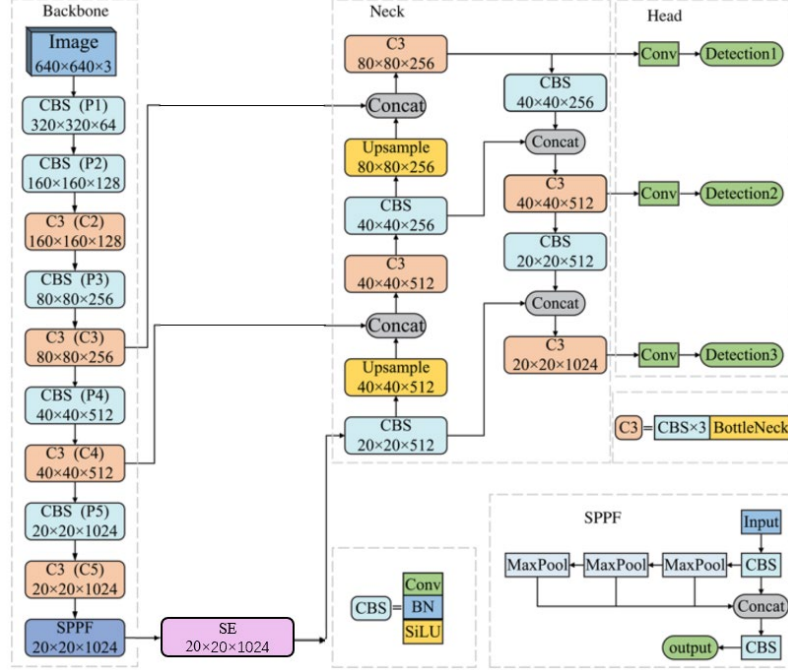 Backbone
Image
640×640×3
CBS (P1)
320×320×64
CBS (P2)
160×160×128
C3 (C2)
160×160×128
CBS (P3)
80×80×256
C3 (C3)
80×80×256
CBS (P4)
40×40×512
C3 (C4)
40×40×512
CBS (P5)
20×20×1024
C3 (C5)
20×20×1024
SPPF
20×20×1024
SE
20×20×1024
Neck
C3
80×80×256
Concat
Upsample
80×80×256
CBS
40×40×256
C3
40×40×512
Concat
Upsample
40×40×512
CBS
20×20×512
CBS
40×40×256
Concat
C3
40×40×512
CBS
20×20×512
Concat
C3
20×20×1024
Head
Conv Detection1
Conv Detection2
Conv Detection3
C3 = CBS×3 BottleNeck
CBS =
Conv
BN
SiLU
SPPF
Input
MaxPool MaxPool MaxPool CBS
Concat
output CBS